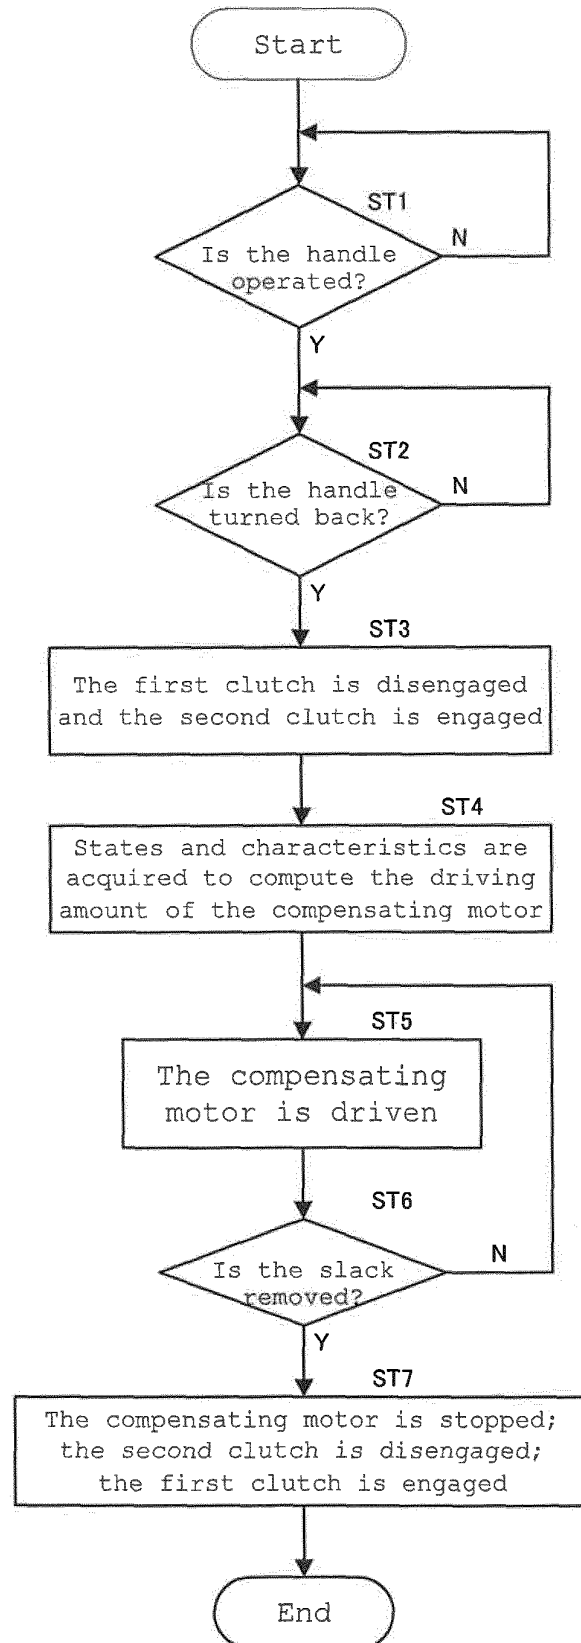 Start
ST1
N
Is the handle
operated?
Y
ST2
N
Is the handle
turned back?
Y
ST3
The first clutch is disengaged
and the second clutch is engaged
ST4
States and characteristics are
acquired to compute the driving
amount of the compensating motor
ST5
The compensating
motor is driven
ST6
N
Is the slack
removed?
Y
ST7
The compensating motor is stopped;
the second clutch is disengaged;
the first clutch is engaged
End